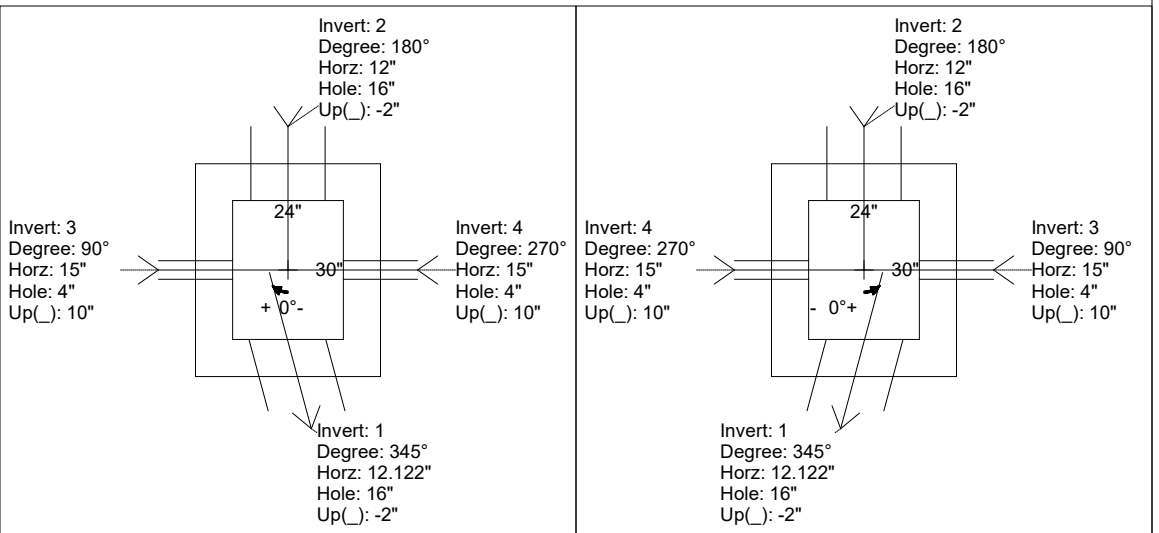 Invert: 2
Degree: 180°
Horz: 12"
Hole: 16"
Up(_): -2"
Invert: 3
Degree: 90°
Horz: 15"
Hole: 4"
Up(_): 10"
24"
30"
+ 0°-
Invert: 4
Degree: 270°
Horz: 15"
Hole: 4"
Up(_): 10"
Invert: 1
Degree: 345°
Horz: 12.122"
Hole: 16"
Up(_): -2"
Invert: 2
Degree: 180°
Horz: 12"
Hole: 16"
Up(_): -2"
Invert: 4
Degree: 270°
Horz: 15"
Hole: 4"
Up(_): 10"
24"
30"
- 0°+
Invert: 3
Degree: 90°
Horz: 15"
Hole: 4"
Up(_): 10"
Invert: 1
Degree: 345°
Horz: 12.122"
Hole: 16"
Up(_): -2"